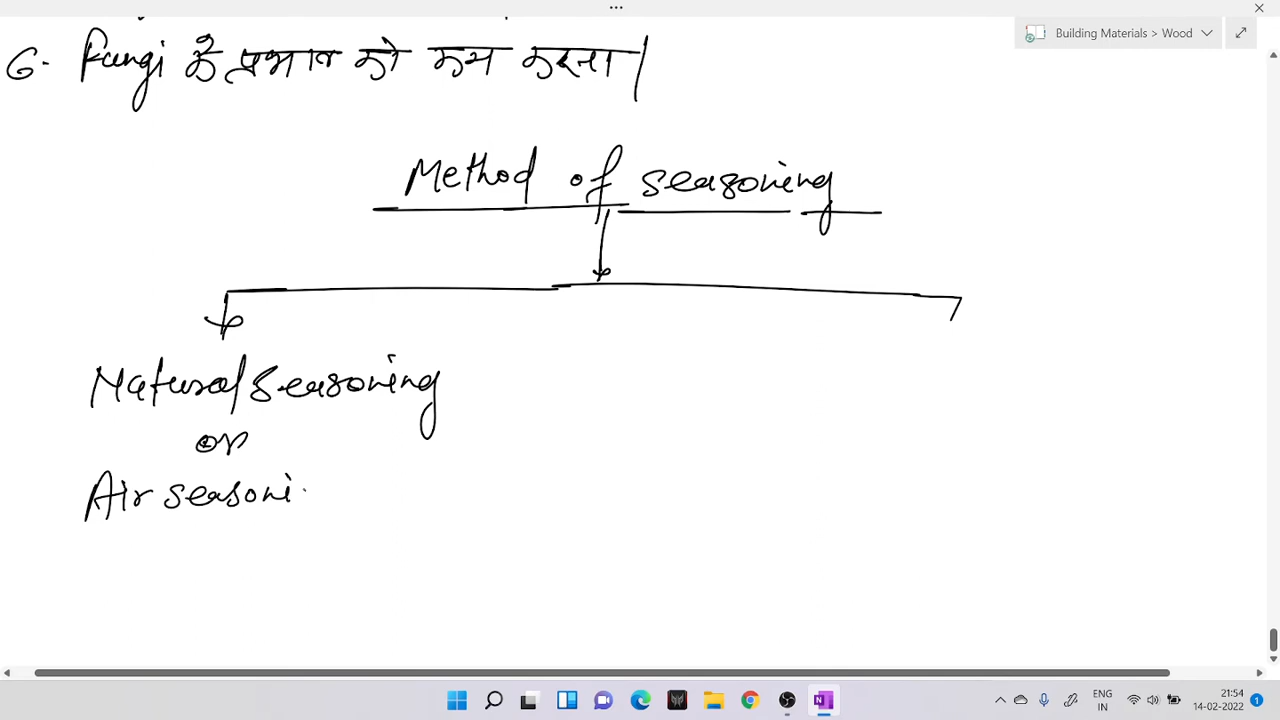 ...
Building Materials > Wood
6. Fungi के प्रभाव को कम करना।
Method of seasoning
Natural Seasoning
or
Air seasoni
ENG
IN
21:54
14-02-2022
1